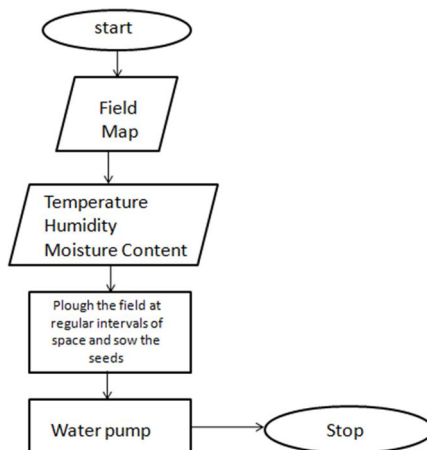 start
Field
Map
Temperature
Humidity
Moisture Content
Plough the field at
regular intervals of
space and sow the
seeds
Water pump
Stop